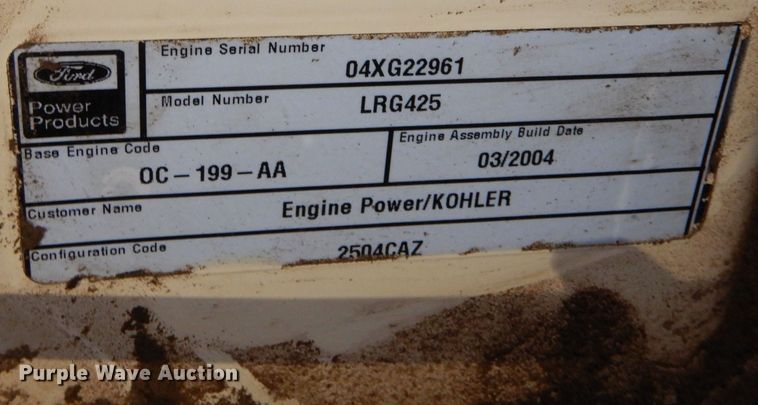 Ford
Power
Products
Engine Serial Number
04XG22961
Model Number
LRG425
Base Engine Code
OC-199-AA
Engine Assembly Build Date
03/2004
Customer Name
Engine Power/KOHLER
Configuration Code
2504CAZ
Purple Wave Auction